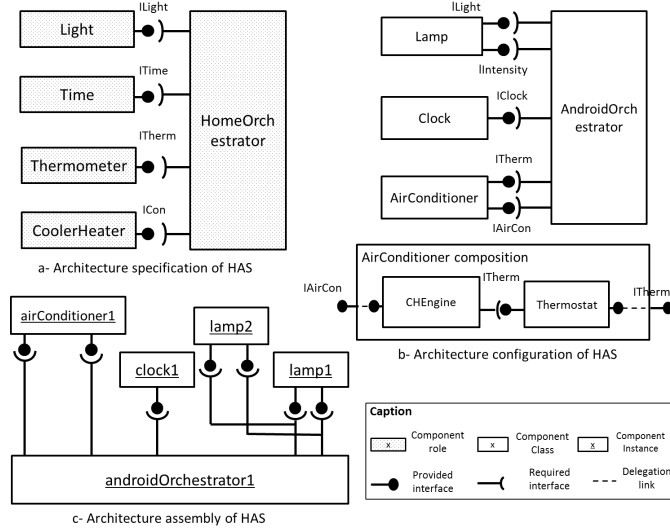 ILight
Light
ITime
Time
ITherm
Thermometer
ICon
CoolerHeater
HomeOrch
estrator
a- Architecture specification of HAS
ILight
Lamp
IIntensity
IClock
Clock
ITherm
AirConditioner
IAirCon
AndroidOrch
estrator
AirConditioner composition
IAirCon
CHEngine
ITherm
Thermostat
ITherm
b- Architecture configuration of HAS
airConditioner1
clock1
lamp2
lamp1
androidOrchestrator1
c- Architecture assembly of HAS
Caption
x
Component
role
x
Component
Class
x
Component
Instance
Provided
interface
Required
interface
Delegation
link